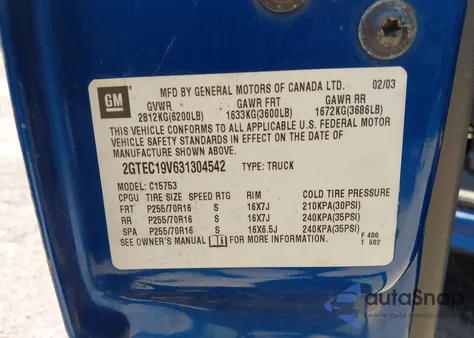 GM
MFD BY GENERAL MOTORS OF CANADA LTD. 02/03
GVWR GAWR FRT GAWR RR
2812KG(6200LB) 1633KG(3600LB) 1672KG(3686LB)
THIS VEHICLE CONFORMS TO ALL APPLICABLE U.S. FEDERAL MOTOR
VEHICLE SAFETY STANDARDS IN EFFECT ON THE DATE OF
MANUFACTURE SHOWN ABOVE.
2GTEC19V631304542 TYPE: TRUCK
MODEL: C15753
CPGU TIRE SIZE SPEED RTG RIM COLD TIRE PRESSURE
FRT P255/70R16 S 16X7J 210KPA(30PSI)
RR P255/70R16 S 16X7J 240KPA(35PSI)
SPA P255/70R16 S 16X6.5J 240KPA(35PSI)
SEE OWNER'S MANUAL FOR MORE INFORMATION.
F 400
T 602
autoSnap